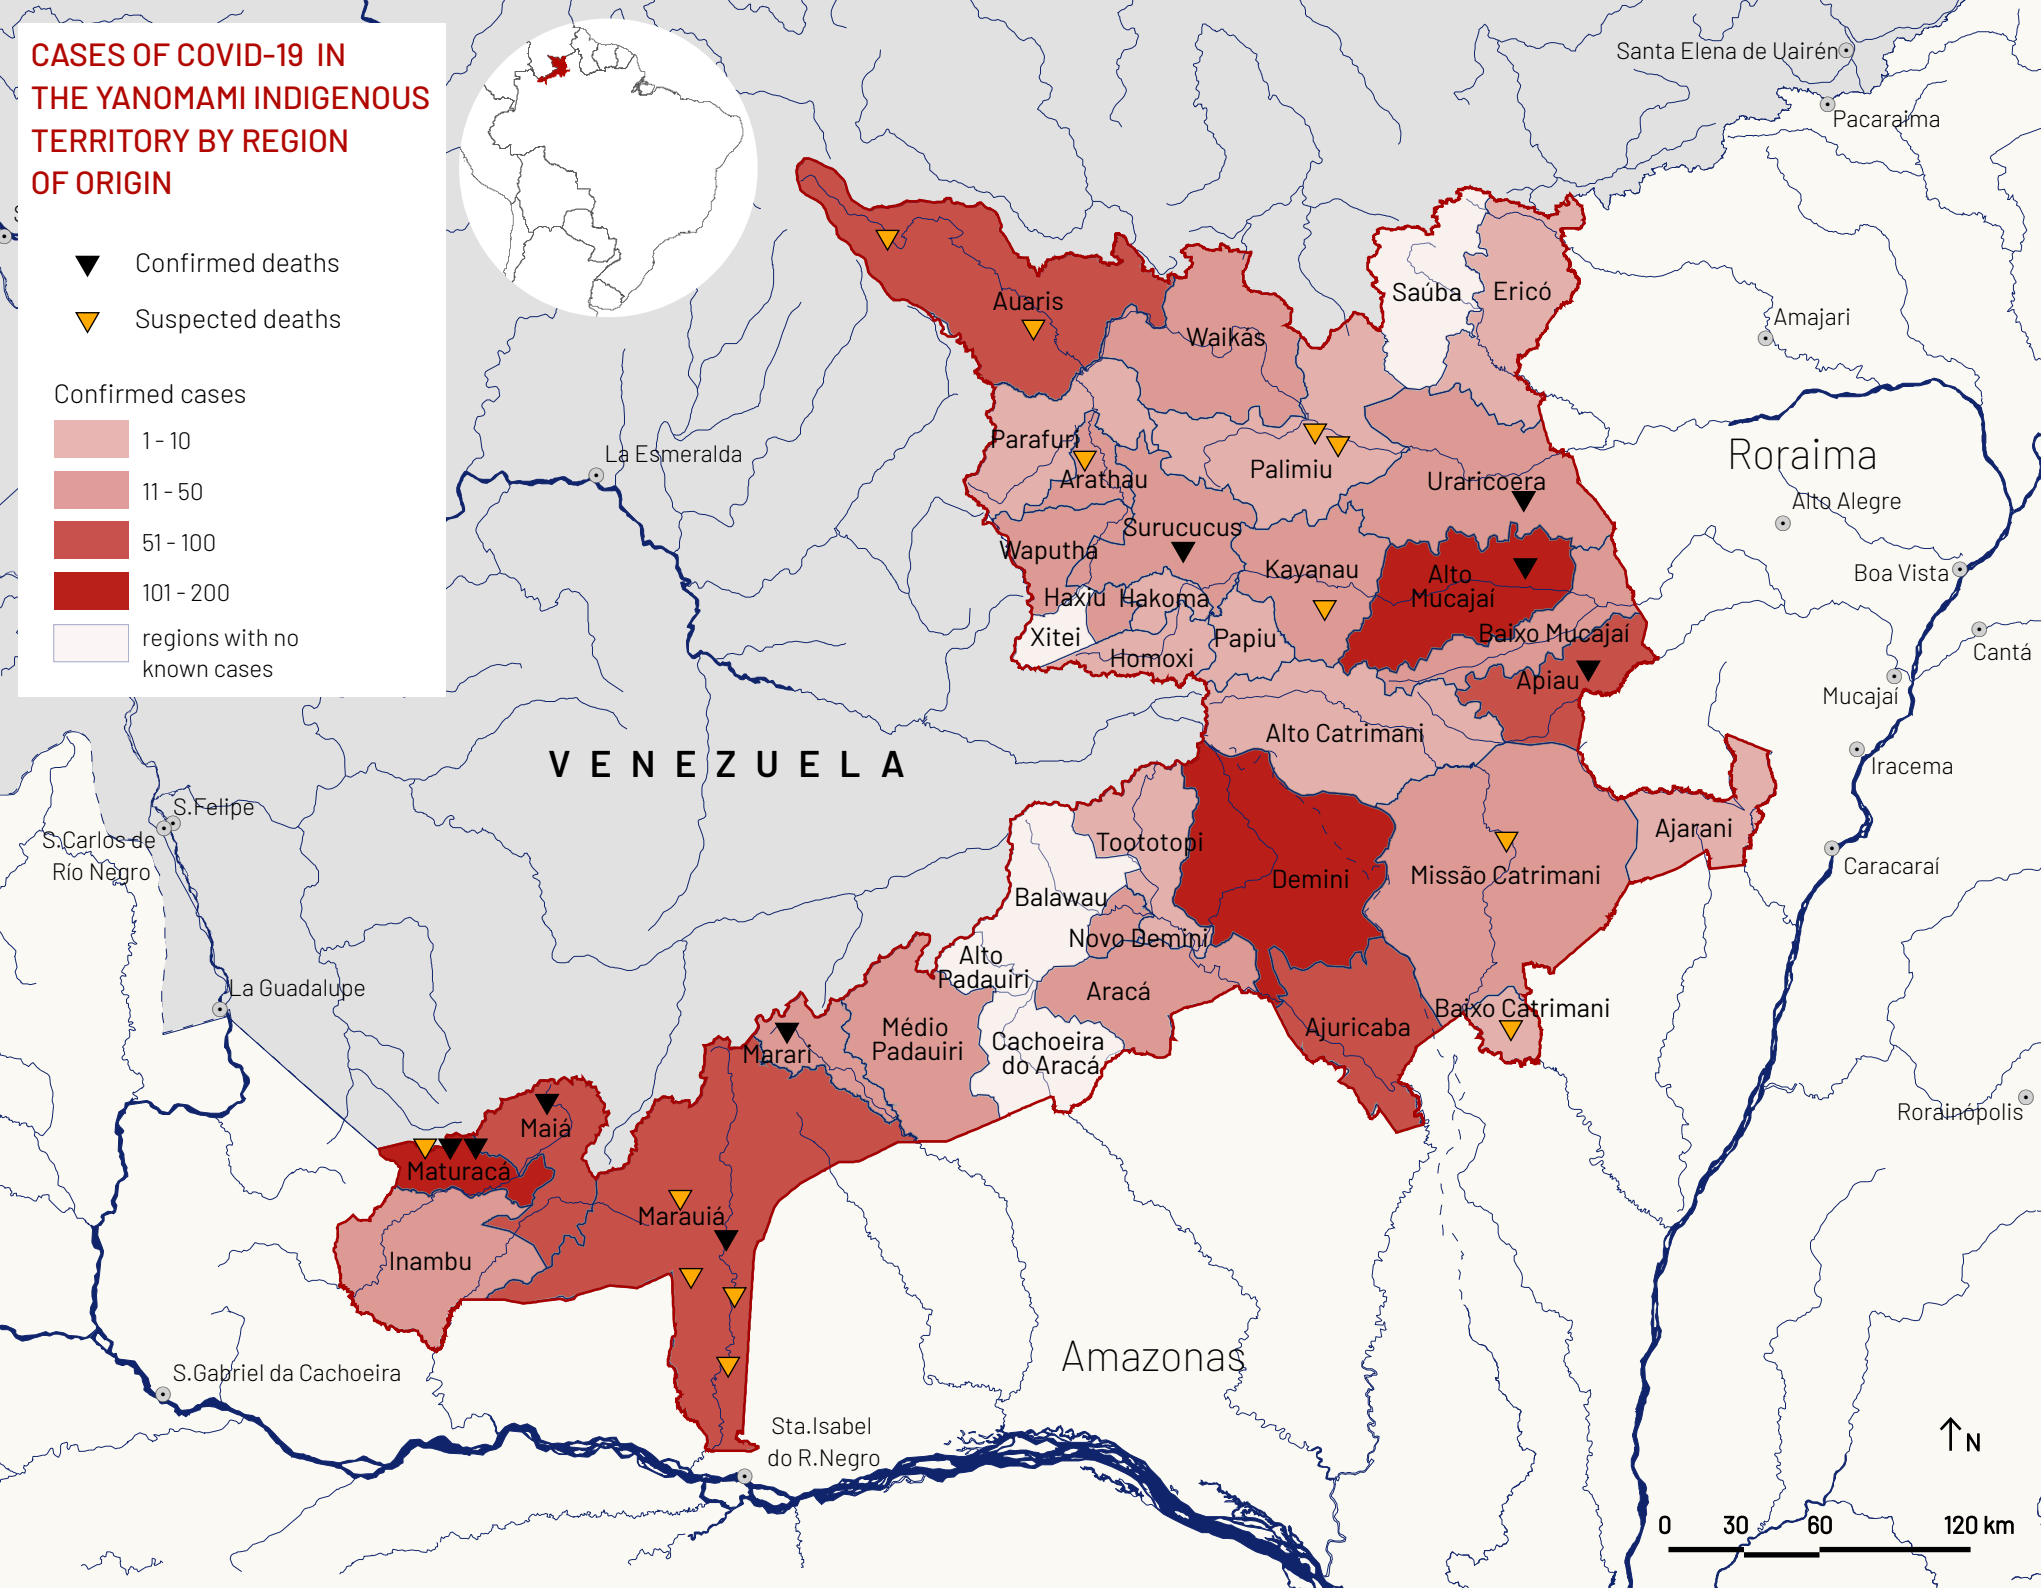 CASES OF COVID-19 IN
THE YANOMAMI INDIGENOUS
TERRITORY BY REGION
OF ORIGIN
Confirmed deaths
Suspected deaths
Confirmed cases
1 - 10
11 - 50
51 - 100
101 - 200
regions with no
known cases
Santa Elena de Uairén
Pacaraima
Amajari
Roraima
Alto Alegre
Boa Vista
Cantá
Mucajaí
Iracema
Caracaraí
Rorainópolis
La Esmeralda
VENEZUELA
S.Felipe
S.Carlos de
Río Negro
La Guadalupe
S.Gabriel da Cachoeira
Sta.Isabel
do R.Negro
Amazonas
Auaris
Waikás
Saúba
Ericó
Parafuri
Arathau
Palimiu
Uraricoera
Surucucus
Waputha
Kayanau
Alto
Mucajaí
Haxiu
Hakoma
Xitei
Papiu
Baixo Mucajaí
Homoxi
Apiau
Alto Catrimani
Tootototopi
Ajarani
Demini
Missão Catrimani
Balawau
Novo Demini
Alto
Padauiri
Aracá
Baixo Catrimani
Ajuricaba
Médio
Padauiri
Cachoeira
do Aracá
Marari
Maiá
Maturacá
Marauiá
Inambu
N
0 30 60 120 km